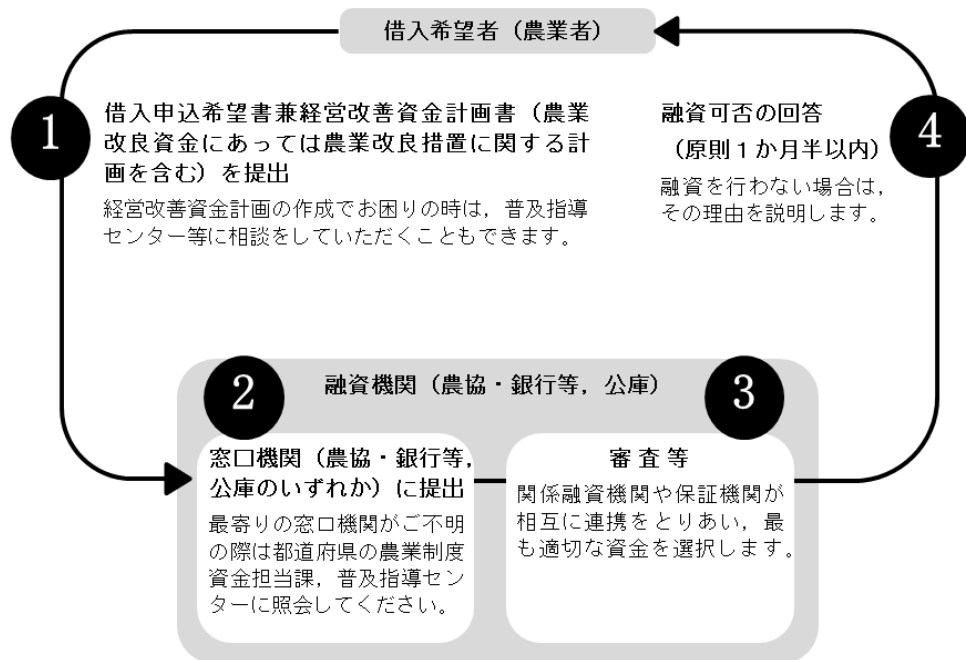 借入希望者（農業者）
1
借入申込希望書兼経営改善資金計画書（農業
改良資金にあっては農業改良措置に関する計
画を含む）を提出
経営改善資金計画の作成でお困りの時は，普及指導
センター等に相談をしていただくこともできます。
4
融資可否の回答
（原則１か月半以内）
融資を行わない場合は，
その理由を説明します。
融資機関（農協・銀行等，公庫）
2
窓口機関（農協・銀行等，
公庫のいずれか）に提出
最寄りの窓口機関がご不明
の際は都道府県の農業制度
資金担当課，普及指導セン
ターに照会してください。
3
審査等
関係融資機関や保証機関が
相互に連携をとりあい，最
も適切な資金を選択します。